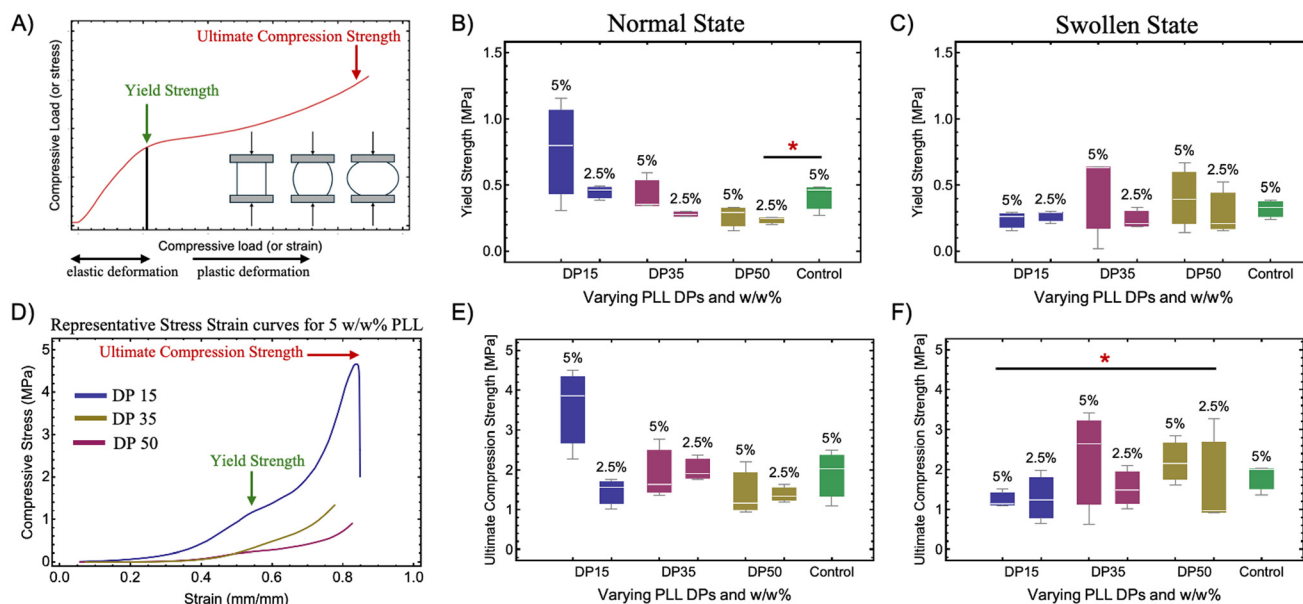 A)
Ultimate Compression
Strength
Yield Strength
Compressive Load (or stress)
Compressive load (or strain)
elastic deformation
plastic deformation
B)
Normal State
1.5
1.0
0.5
0.0
Yield Strength [MPa]
5%
2.5%
5%
2.5%
5%
2.5%
*
5%
DP15
DP35
DP50
Control
Varying PLL DPs and w/w%
C)
Swollen State
1.5
1.0
0.5
0.0
Yield Strength [MPa]
5%
2.5%
5%
2.5%
5%
2.5%
5%
DP15
DP35
DP50
Control
Varying PLL DPs and w/w%
D)
Representative Stress Strain curves for 5 w/w% PLL
Ultimate Compression Strength
DP 15
DP 35
DP 50
Yield Strength
Compressive Stress (MPa)
5
4
3
2
1
0
0.0
0.2
0.4
0.6
0.8
1.0
Strain (mm/mm)
E)
5
4
3
2
1
0
Ultimate Compression Strength [MPa]
5%
2.5%
5%
2.5%
5%
2.5%
5%
DP15
DP35
DP50
Control
Varying PLL DPs and w/w%
F)
5
4
3
2
1
0
Ultimate Compression Strength [MPa]
*
5%
2.5%
5%
2.5%
5%
2.5%
5%
DP15
DP35
DP50
Control
Varying PLL DPs and w/w%